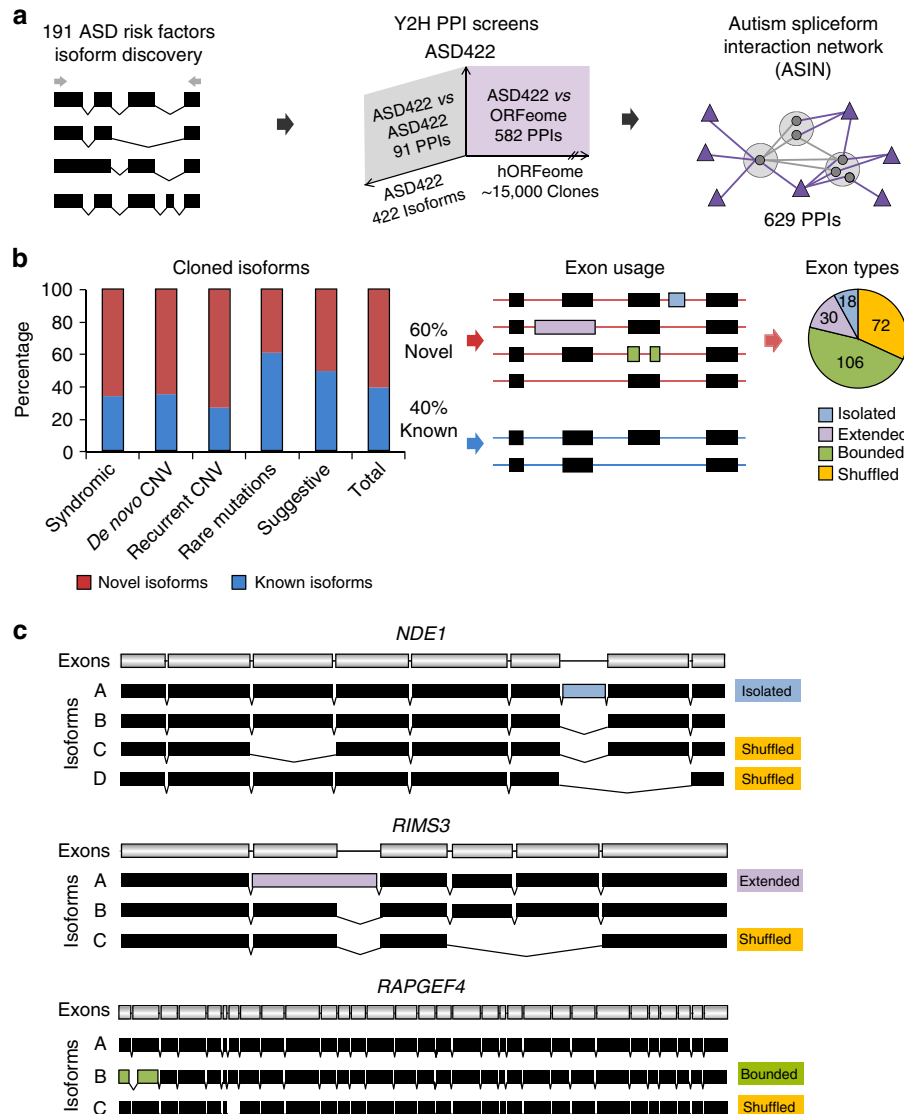 a
191 ASD risk factors
isoform discovery
Y2H PPI screens
ASD422
ASD422 vs
ASD422
91 PPIs
ASD422 vs
ORFeome
582 PPIs
ASD422
422 Isoforms
hORFeome
~15,000 Clones
Autism spliceform
interaction network
(ASIN)
629 PPIs
b
Cloned isoforms
Percentage
100
80
60
40
20
0
Syndromic
De novo CNV
Recurrent CNV
Rare mutations
Suggestive
Total
Novel isoforms
Known isoforms
60%
Novel
40%
Known
Exon usage
Exon types
18
30
72
106
Isolated
Extended
Bounded
Shuffled
c
NDE1
Exons
Isoforms
A
Isolated
B
C
Shuffled
D
Shuffled
RIMS3
Exons
Isoforms
A
Extended
B
C
Shuffled
RAPGEF4
Exons
Isoforms
A
B
Bounded
C
Shuffled